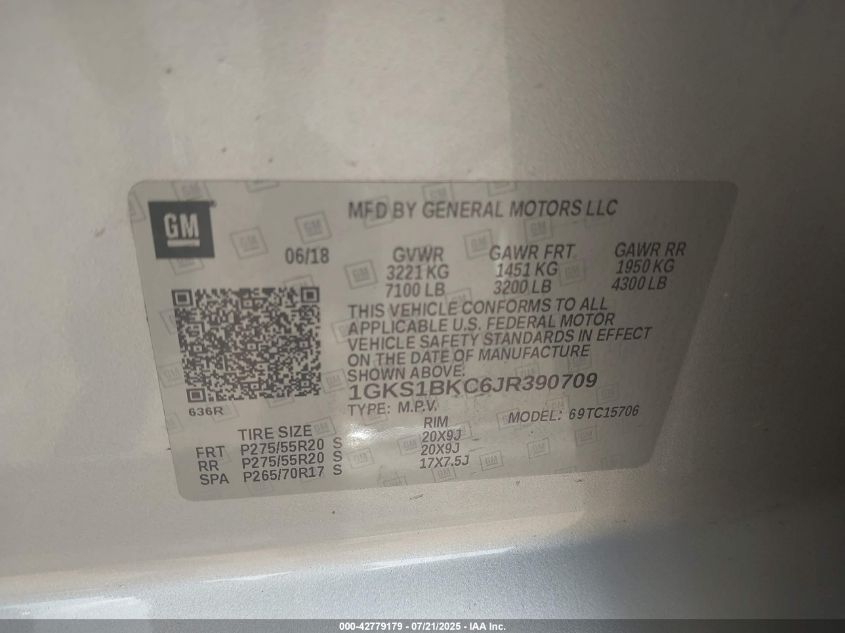 GM
MFD BY GENERAL MOTORS LLC
06/18 GVWR GAWR FRT. GAWR RR
3221 KG 1451 KG 1950 KG
7100 LB 3200 LB 4300 LB
THIS VEHICLE CONFORMS TO ALL
APPLICABLE U.S. FEDERAL MOTOR
VEHICLE SAFETY STANDARDS IN EFFECT
ON THE DATE OF MANUFACTURE
SHOWN ABOVE.
1GKS1BKC6JR390709
636R
TYPE: M.P.V. MODEL: 69TC15706
TIRE SIZE RIM
FRT P275/55R20 S 20X9J
RR P275/55R20 S 20X9J
SPA P265/70R17 S 17X7.5J
000-42779179 - 07/21/2025 - IAA Inc.